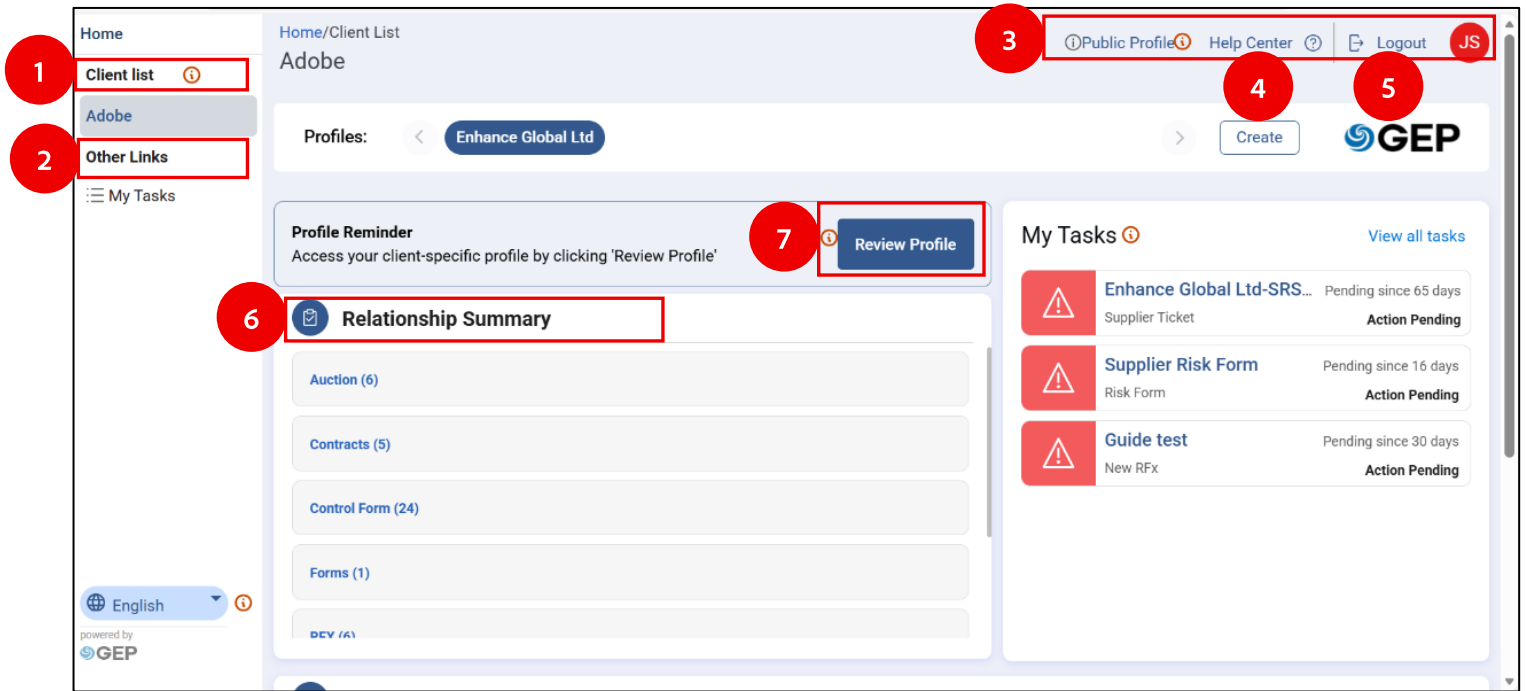 Home
1
Client list
Adobe
2
Other Links
My Tasks
English
powered by
GEP
Home/Client List
Adobe
3
Public Profile
Help Center
Logout
JS
4
5
Profiles:
Enhance Global Ltd
Create
GEP
Profile Reminder
Access your client-specific profile by clicking 'Review Profile'
7
Review Profile
6
Relationship Summary
Auction (6)
Contracts (5)
Control Form (24)
Forms (1)
RFX (6)
My Tasks
View all tasks
Enhance Global Ltd-SRS... Pending since 65 days
Supplier Ticket Action Pending
Supplier Risk Form Pending since 16 days
Risk Form Action Pending
Guide test Pending since 30 days
New RFx Action Pending